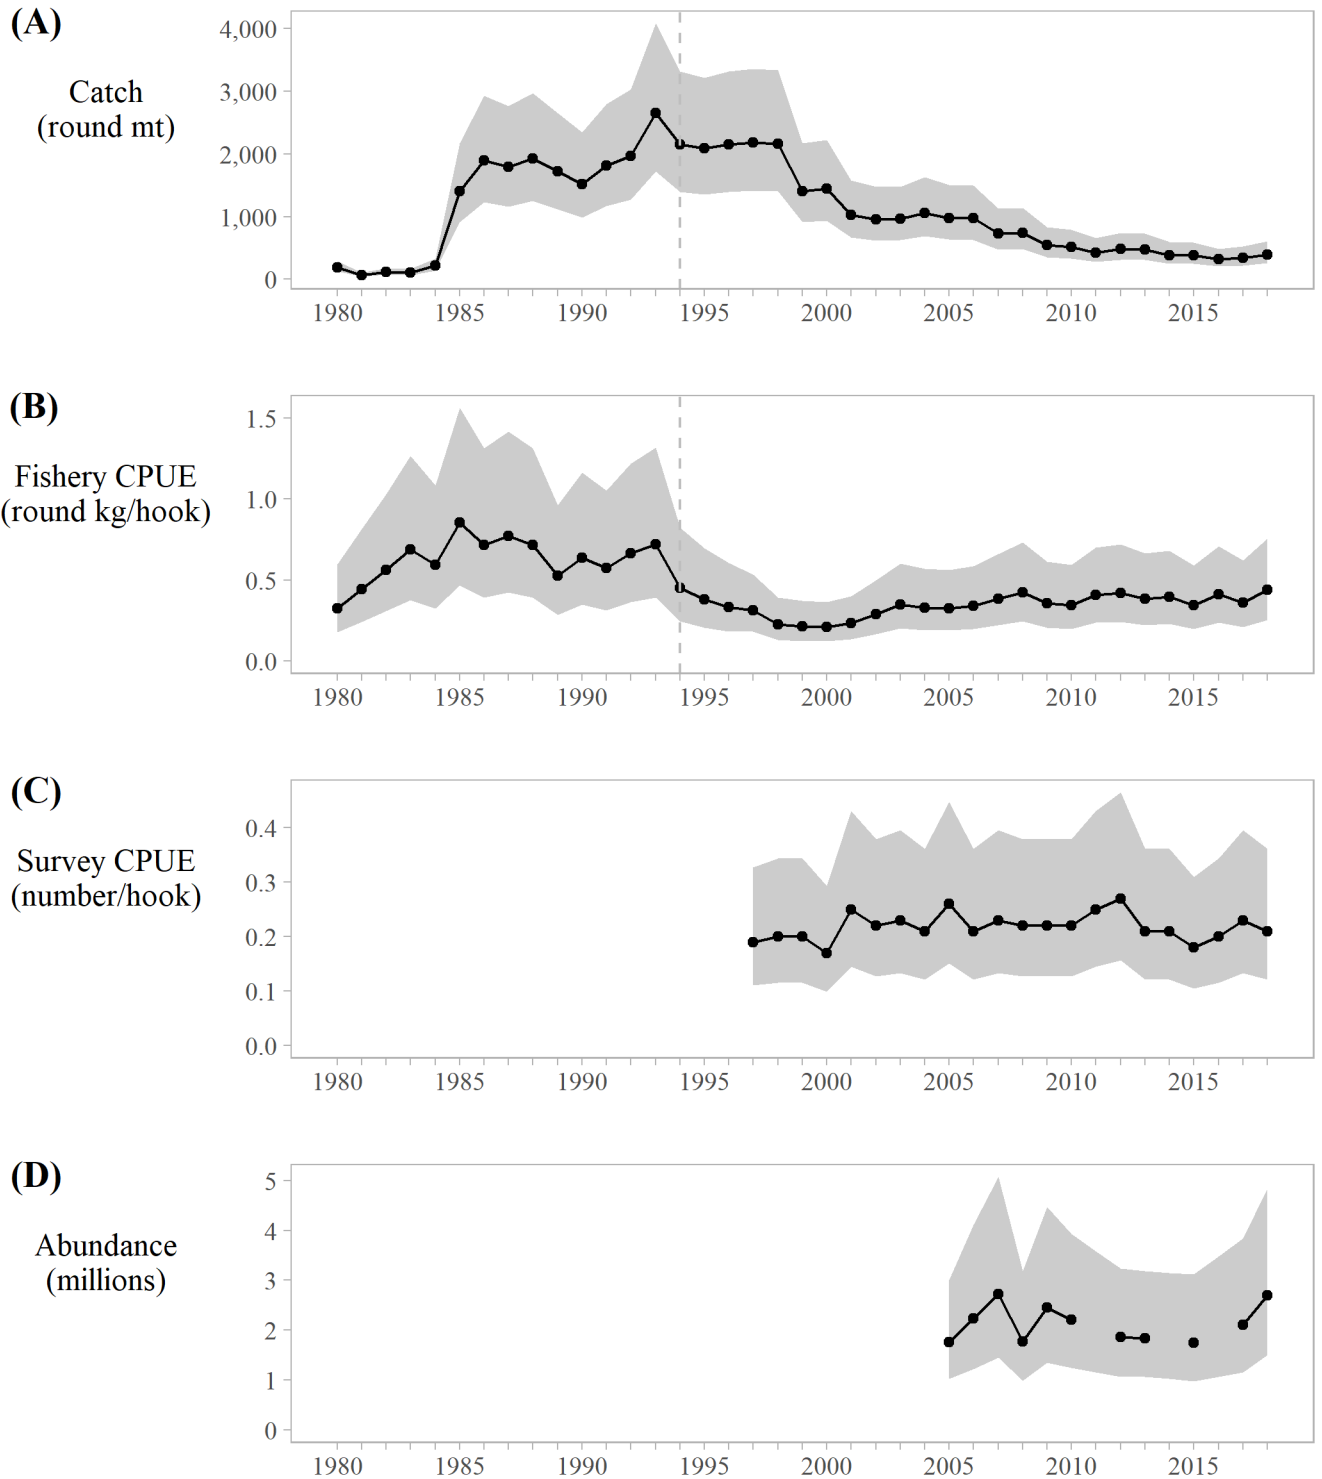 (A)
Catch
(round mt)
4,000
3,000
2,000
1,000
0
1980 1985 1990 1995 2000 2005 2010 2015
(B)
Fishery CPUE
(round kg/hook)
1.5
1.0
0.5
0.0
1980 1985 1990 1995 2000 2005 2010 2015
(C)
Survey CPUE
(number/hook)
0.4
0.3
0.2
0.1
0.0
1980 1985 1990 1995 2000 2005 2010 2015
(D)
Abundance
(millions)
5
4
3
2
1
0
1980 1985 1990 1995 2000 2005 2010 2015